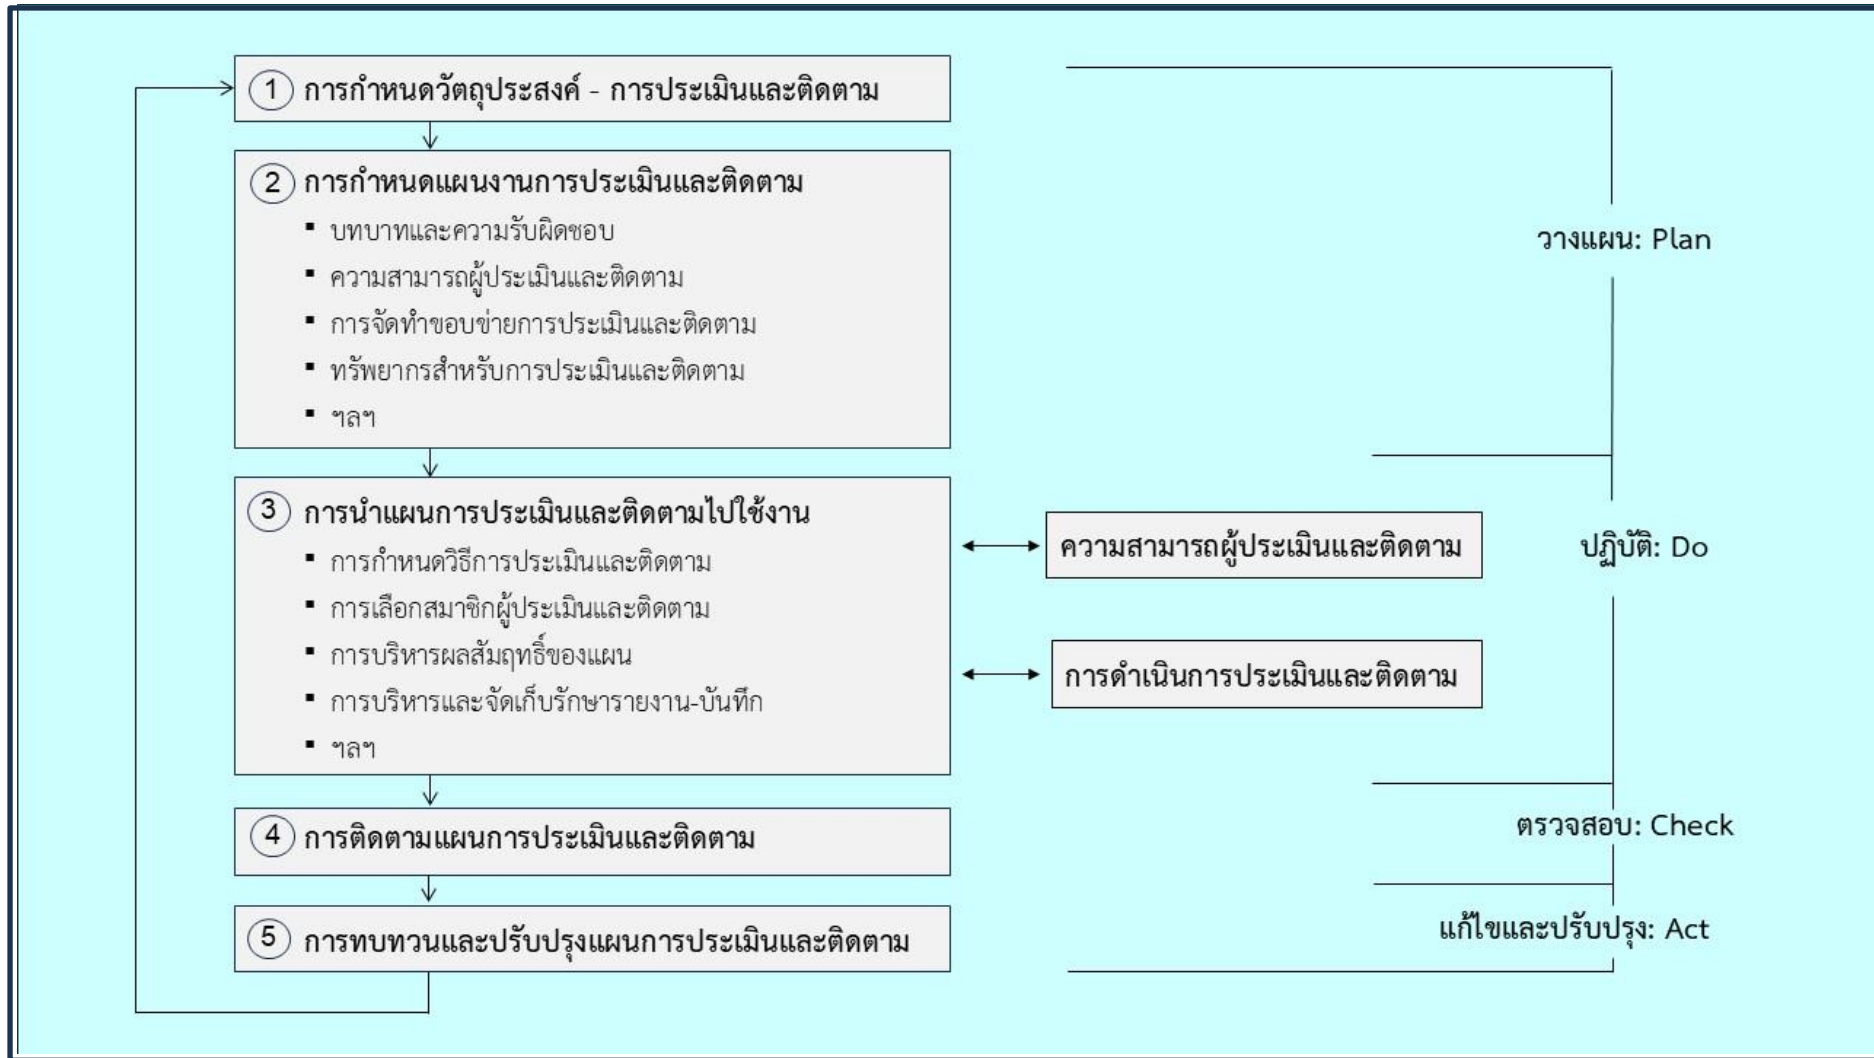 1 การกำหนดวัตถุประสงค์ - การประเมินและติดตาม
2 การกำหนดแผนงานการประเมินและติดตาม
▪ บทบาทและความรับผิดชอบ
▪ ความสามารถผู้ประเมินและติดตาม
▪ การจัดทำขอบข่ายการประเมินและติดตาม
▪ ทรัพยากรสำหรับการประเมินและติดตาม
▪ ฯลฯ
วางแผน: Plan
3 การนำแผนการประเมินและติดตามไปใช้งาน
▪ การกำหนดวิธีการประเมินและติดตาม
▪ การเลือกสมาชิกผู้ประเมินและติดตาม
▪ การบริหารผลสัมฤทธิ์ของแผน
▪ การบริหารและจัดเก็บรักษารายงาน-บันทึก
▪ ฯลฯ
ความสามารถผู้ประเมินและติดตาม
การดำเนินการประเมินและติดตาม
ปฏิบัติ: Do
4 การติดตามแผนการประเมินและติดตาม
ตรวจสอบ: Check
5 การทบทวนและปรับปรุงแผนการประเมินและติดตาม
แก้ไขและปรับปรุง: Act